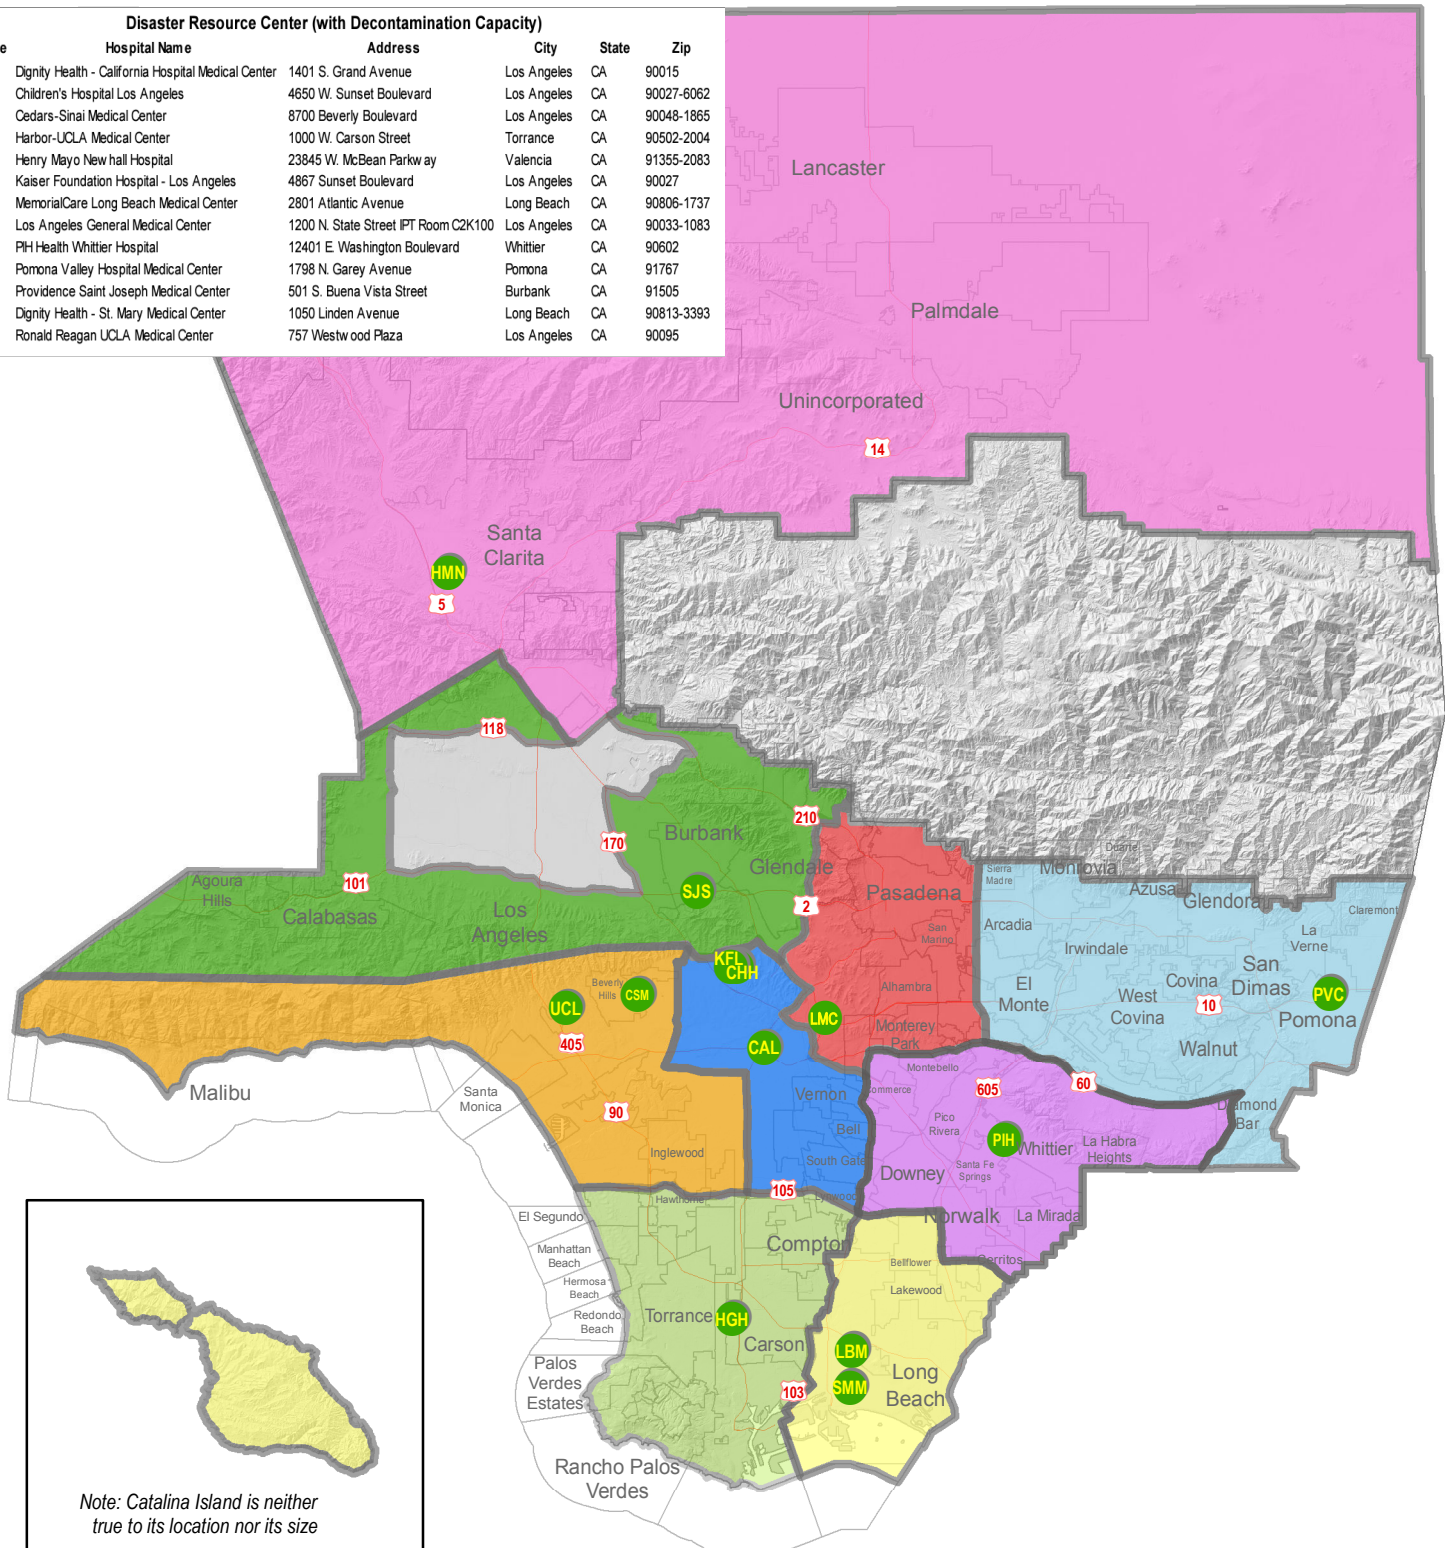 Disaster Resource Center (with Decontamination Capacity)
e Hospital Name Address City State Zip
Dignity Health - California Hospital Medical Center 1401 S. Grand Avenue Los Angeles CA 90015
Children's Hospital Los Angeles 4650 W. Sunset Boulevard Los Angeles CA 90027-6062
Cedars-Sinai Medical Center 8700 Beverly Boulevard Los Angeles CA 90048-1865
Harbor-UCLA Medical Center 1000 W. Carson Street Torrance CA 90502-2004
Henry Mayo Newhall Hospital 23845 W. McBean Parkway Valencia CA 91355-2083
Kaiser Foundation Hospital - Los Angeles 4867 Sunset Boulevard Los Angeles CA 90027
MemorialCare Long Beach Medical Center 2801 Atlantic Avenue Long Beach CA 90806-1737
Los Angeles General Medical Center 1200 N. State Street IPT Room C2K100 Los Angeles CA 90033-1083
PIH Health Whittier Hospital 12401 E. Washington Boulevard Whittier CA 90602
Pomona Valley Hospital Medical Center 1798 N. Garey Avenue Pomona CA 91767
Providence Saint Joseph Medical Center 501 S. Buena Vista Street Burbank CA 91505
Dignity Health - St. Mary Medical Center 1050 Linden Avenue Long Beach CA 90813-3393
Ronald Reagan UCLA Medical Center 757 Westwood Plaza Los Angeles CA 90095
Lancaster
Palmdale
Unincorporated
14
Santa
Clarita
HMN
5
118
210
170
Burbank
Glendale
101
Agoura
Hills
Calabasas
Los
Angeles
SJS
2
Pasadena
San
Marino
Alhambra
Monterey
Park
LMC
Sierra
Madre
Monrovia
Duarte
Azusa
Glendora
Claremont
Arcadia
Irwindale
La
Verne
El
Monte
Covina
West
Covina
San
Dimas
10
PVC
Pomona
Walnut
Diamond
Bar
KFL
CHH
Beverly
Hills
CSM
UCL
405
CAL
Malibu
Santa
Monica
90
Inglewood
Vernon
Bell
South Gate
Lynwood
105
Montebello
Commerce
605
60
Pico
Rivera
PIH
Whittier
La Habra
Heights
Santa Fe
Springs
Downey
Norwalk
La Mirada
Cerritos
Hawthorne
El Segundo
Manhattan
Beach
Hermosa
Beach
Redondo
Beach
Compton
Torrance
HGH
Carson
Palos
Verdes
Estates
Rancho Palos
Verdes
103
Bellflower
Lakewood
LBM
SMM
Long
Beach
Note: Catalina Island is neither
true to its location nor its size